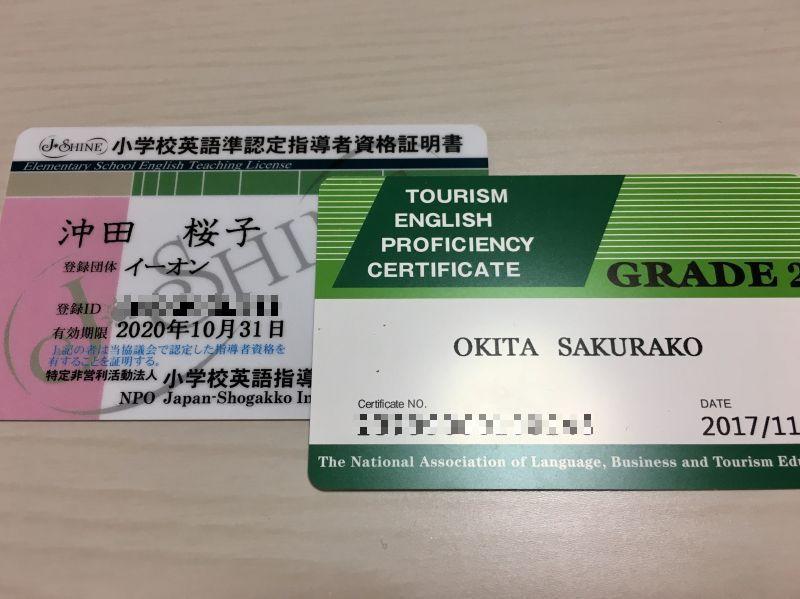 J-SHINE 小学校英語準認定指導者資格証明書
Elementary School English Teaching License
沖田 桜子
登録団体 イーオン
登録ID
有効期限 2020年10月31日
上記の者は当協議会で認定した指導者資格を
有することを証明する。
特定非営利活動法人 小学校英語指導
NPO Japan-Shogakko In
TOURISM
ENGLISH
PROFICIENCY
CERTIFICATE
GRADE 2
OKITA SAKURAKO
Certificate NO.
DATE
2017/11
The National Association of Language, Business and Tourism Edu